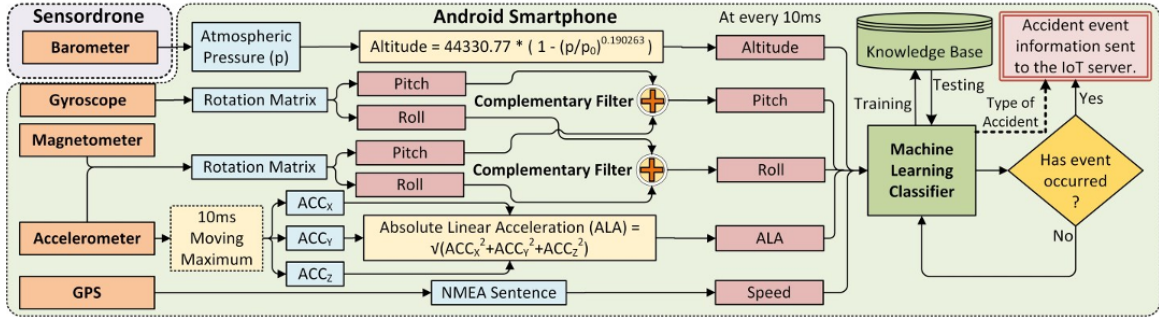 Sensordrone
Android Smartphone
At every 10ms
Barometer
Atmospheric
Pressure (p)
Altitude = 44330.77 * ( 1 - (p/p₀)^0.190263 )
Altitude
Knowledge Base
Accident event
information sent
to the IoT server.
Gyroscope
Rotation Matrix
Pitch
Roll
Complementary Filter
Pitch
Training
Testing
Type of
Accident
Yes
Magnetometer
Rotation Matrix
Pitch
Roll
Complementary Filter
Roll
Machine
Learning
Classifier
Has event
occurred
?
No
Accelerometer
10ms
Moving
Maximum
ACCX
ACCY
ACCZ
Absolute Linear Acceleration (ALA) =
√(ACCX²+ACCY²+ACCZ²)
ALA
GPS
NMEA Sentence
Speed